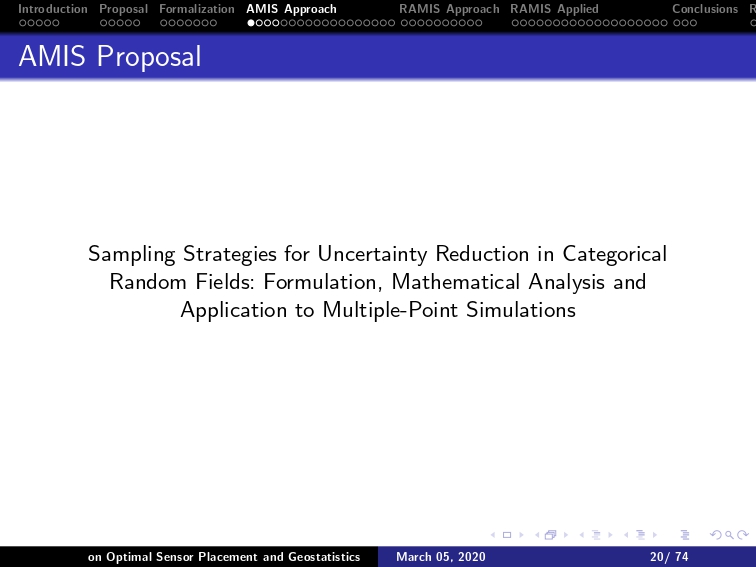 Introduction Proposal Formalization AMIS Approach RAMIS Approach RAMIS Applied Conclusions R
AMIS Proposal
Sampling Strategies for Uncertainty Reduction in Categorical
Random Fields: Formulation, Mathematical Analysis and
Application to Multiple-Point Simulations
on Optimal Sensor Placement and Geostatistics March 05, 2020 20/ 74